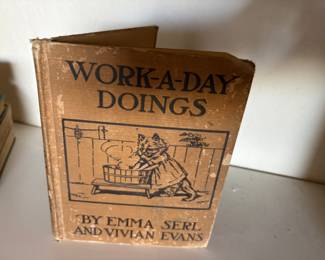 WORK-A-DAY
DOINGS
BY EMMA SERL
AND VIVIAN EVANS